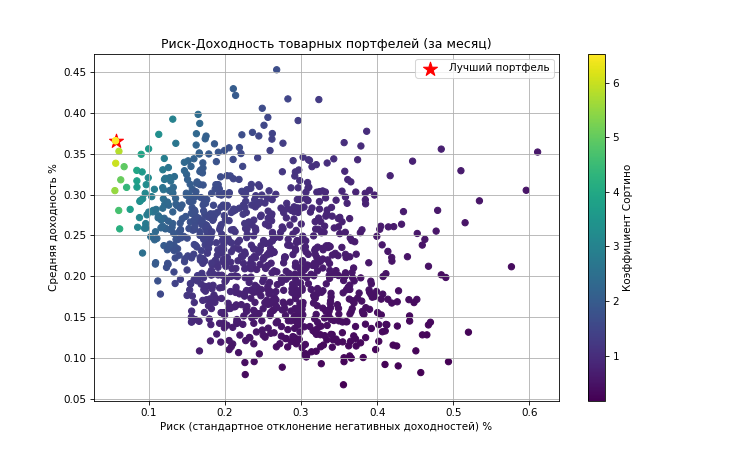 Риск-Доходность товарных портфелей (за месяц)
Лучший портфель
Средняя доходность %
0.45
0.40
0.35
0.30
0.25
0.20
0.15
0.10
0.05
0.1 0.2 0.3 0.4 0.5 0.6
Риск (стандартное отклонение негативных доходностей) %
6
5
4
3
2
1
Коэффициент Сортино